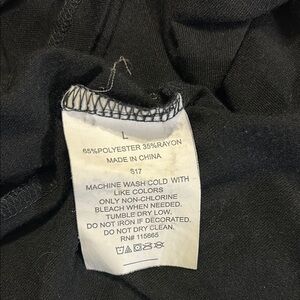 L
65%POLYESTER 35%RAYON
MADE IN CHINA
S17
MACHINE WASH COLD WITH
LIKE COLORS
ONLY NON-CHLORINE
BLEACH WHEN NEEDED.
TUMBLE DRY LOW.
DO NOT IRON IF DECORATED.
DO NOT DRY CLEAN.
RN# 115665